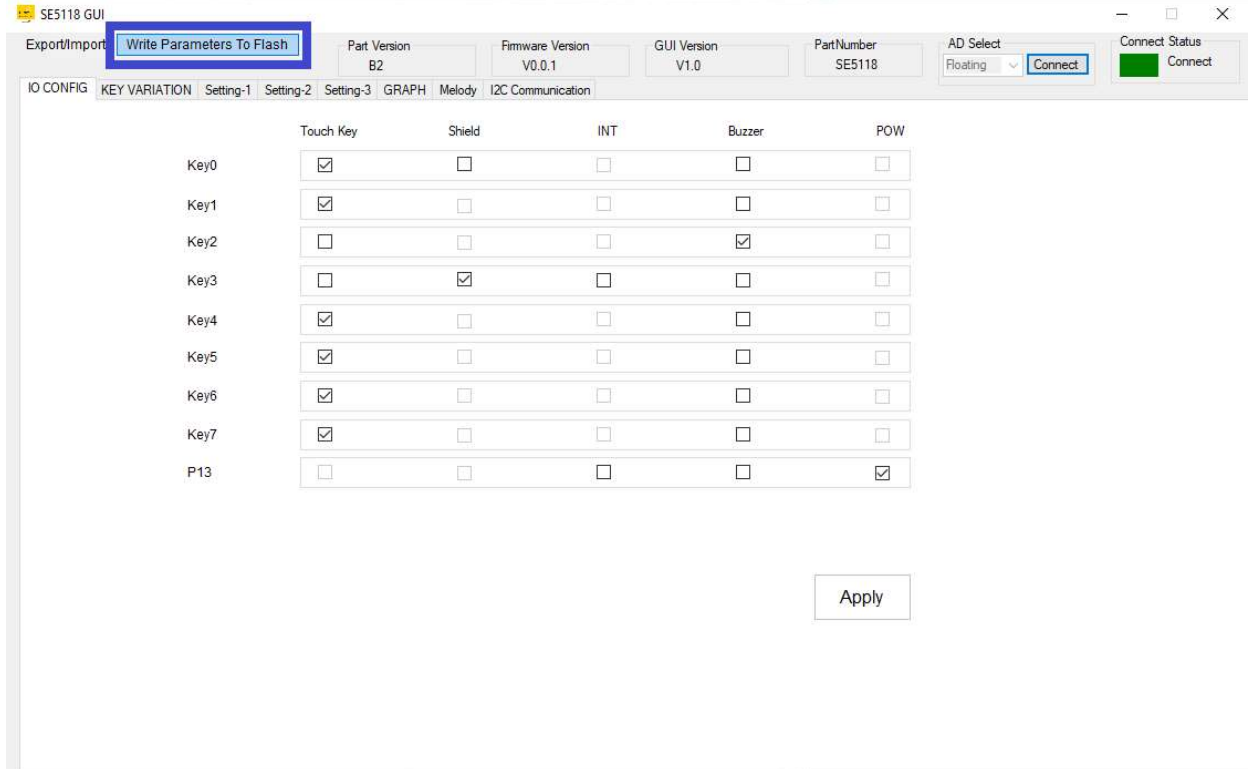 SE5118 GUI
Export/Import Write Parameters To Flash
Part Version
B2
Firmware Version
V0.0.1
GUI Version
V1.0
PartNumber
SE5118
AD Select
Floating Connect
Connect Status
Connect
IO CONFIG KEY VARIATION Setting-1 Setting-2 Setting-3 GRAPH Melody I2C Communication
Touch Key Shield INT Buzzer POW
Key0
Key1
Key2
Key3
Key4
Key5
Key6
Key7
P13
Apply